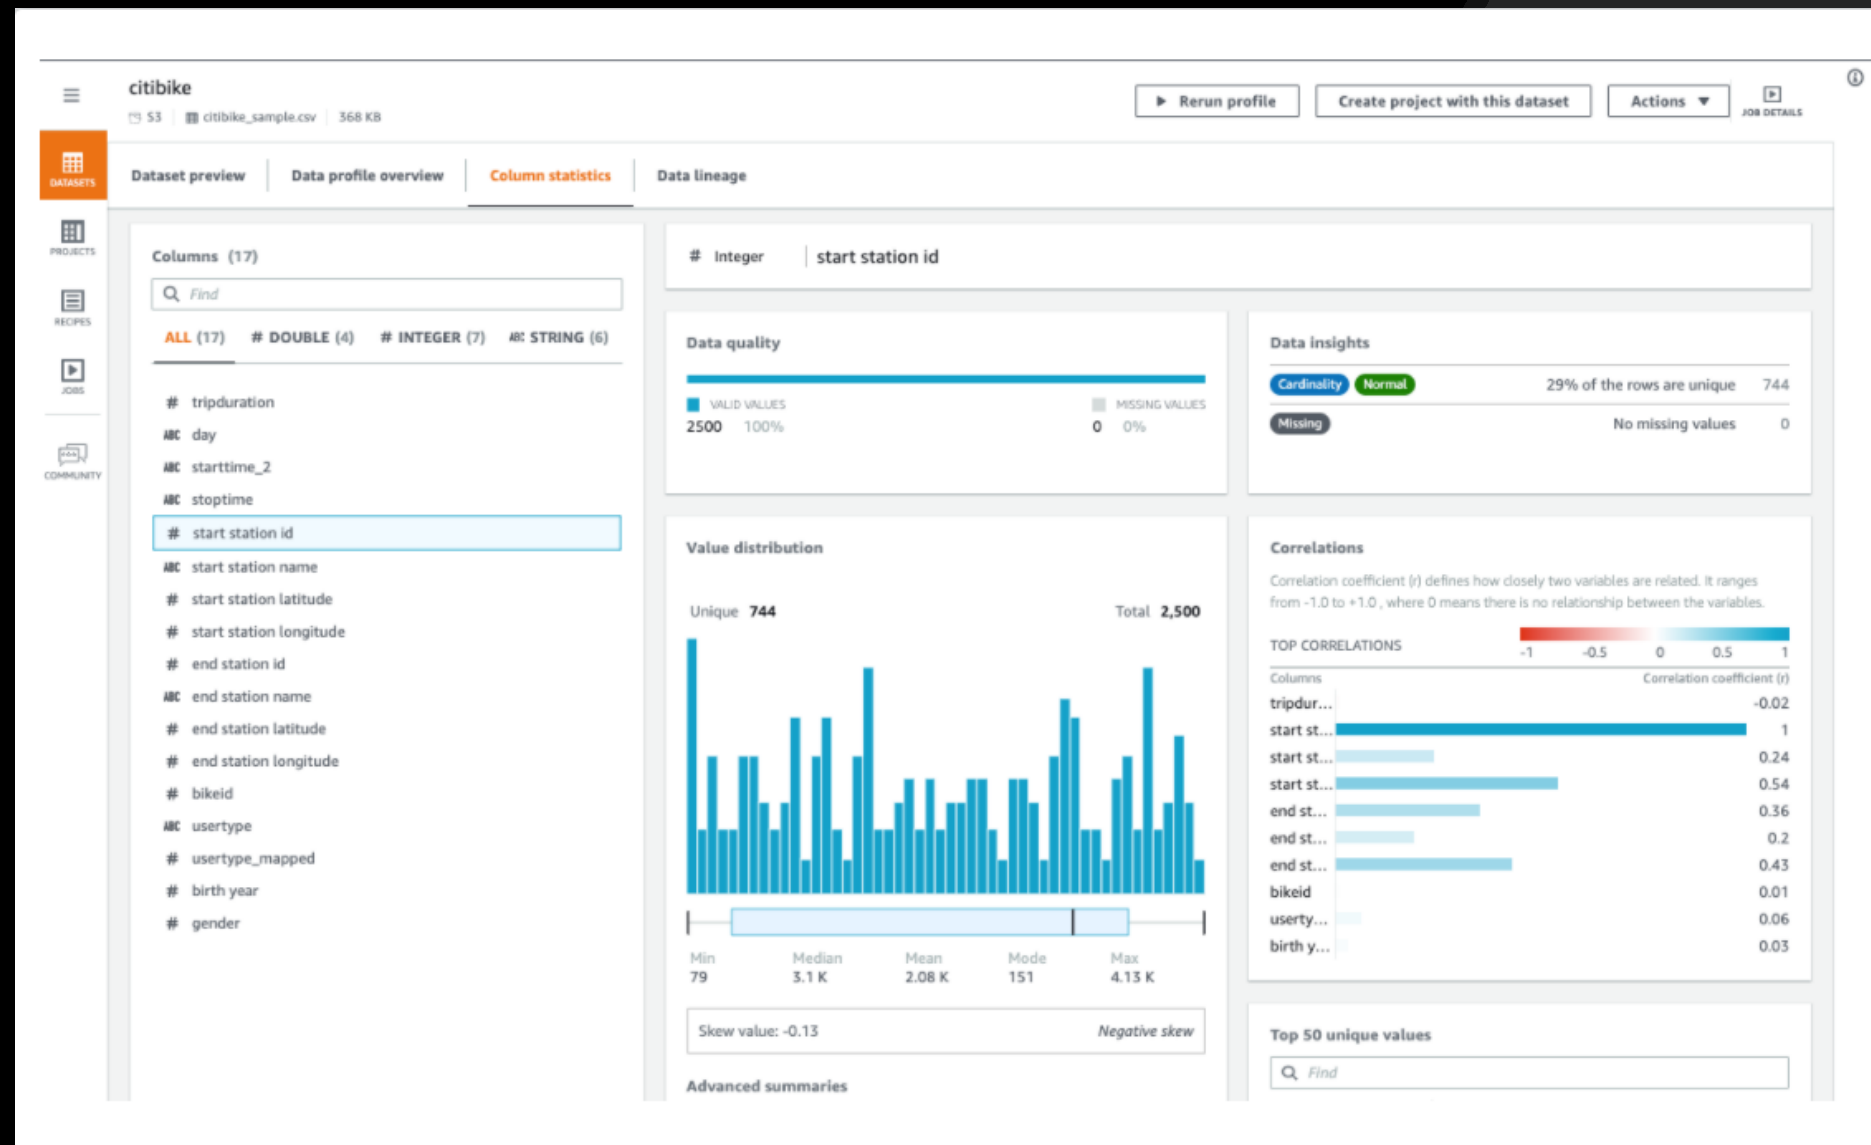 citibike
S3 citibike_sample.csv 368 KB
Rerun profile
Create project with this dataset
Actions
JOB DETAILS
DATASETS
PROJECTS
RECIPES
JOBS
COMMUNITY
Dataset preview
Data profile overview
Column statistics
Data lineage
Columns (17)
Find
ALL (17) # DOUBLE (4) # INTEGER (7) ABC STRING (6)
# tripduration
ABC day
ABC starttime_2
ABC stoptime
# start station id
ABC start station name
# start station latitude
# start station longitude
# end station id
ABC end station name
# end station latitude
# end station longitude
# bikeid
ABC usertype
# usertype_mapped
# birth year
# gender
# Integer start station id
Data quality
VALID VALUES MISSING VALUES
2500 100% 0 0%
Data insights
Cardinality Normal 29% of the rows are unique 744
Missing No missing values 0
Value distribution
Unique 744 Total 2,500
Min Median Mean Mode Max
79 3.1 K 2.08 K 151 4.13 K
Skew value: -0.13 Negative skew
Advanced summaries
Correlations
Correlation coefficient (r) defines how closely two variables are related. It ranges
from -1.0 to +1.0 , where 0 means there is no relationship between the variables.
TOP CORRELATIONS
-1 -0.5 0 0.5 1
Columns Correlation coefficient (r)
tripdur... -0.02
start st... 1
start st... 0.24
start st... 0.54
end st... 0.36
end st... 0.2
end st... 0.43
bikeid 0.01
userty... 0.06
birth y... 0.03
Top 50 unique values
Find